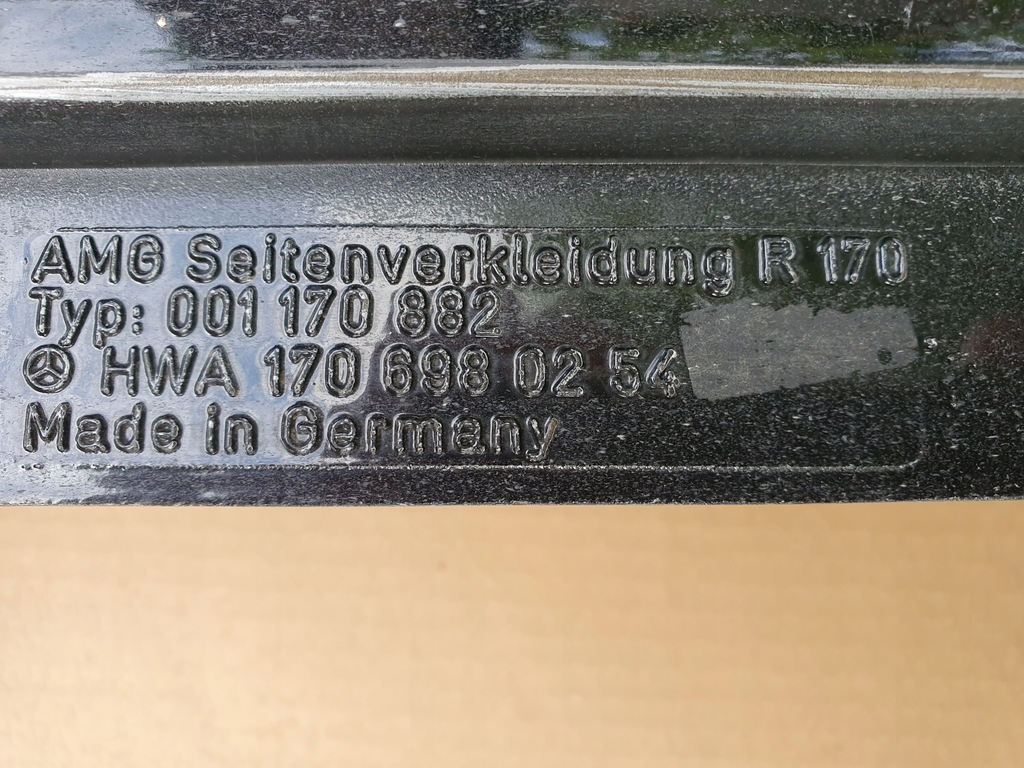 AMG Seitenverkleidung R 170
Typ: 001 170 882
HWA 170 698 02 54
Made in Germany